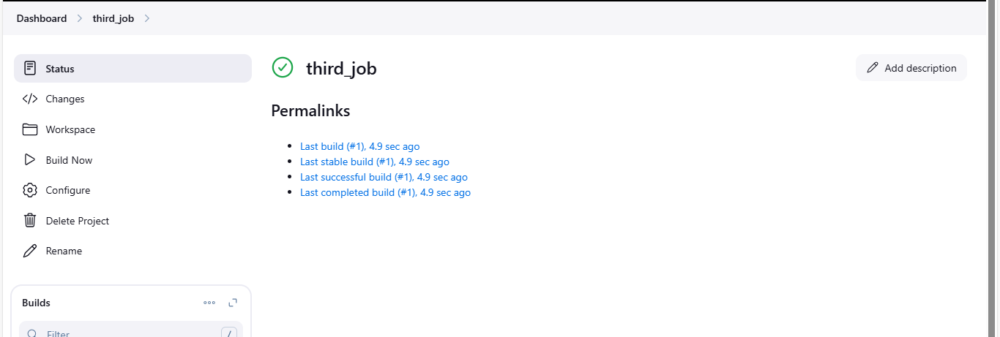 Dashboard > third_job >
Status
third_job
Add description
Changes
Permalinks
Workspace
Last build (#1), 4.9 sec ago
Build Now
Last stable build (#1), 4.9 sec ago
Last successful build (#1), 4.9 sec ago
Configure
Last completed build (#1), 4.9 sec ago
Delete Project
Rename
Builds
Filter
/